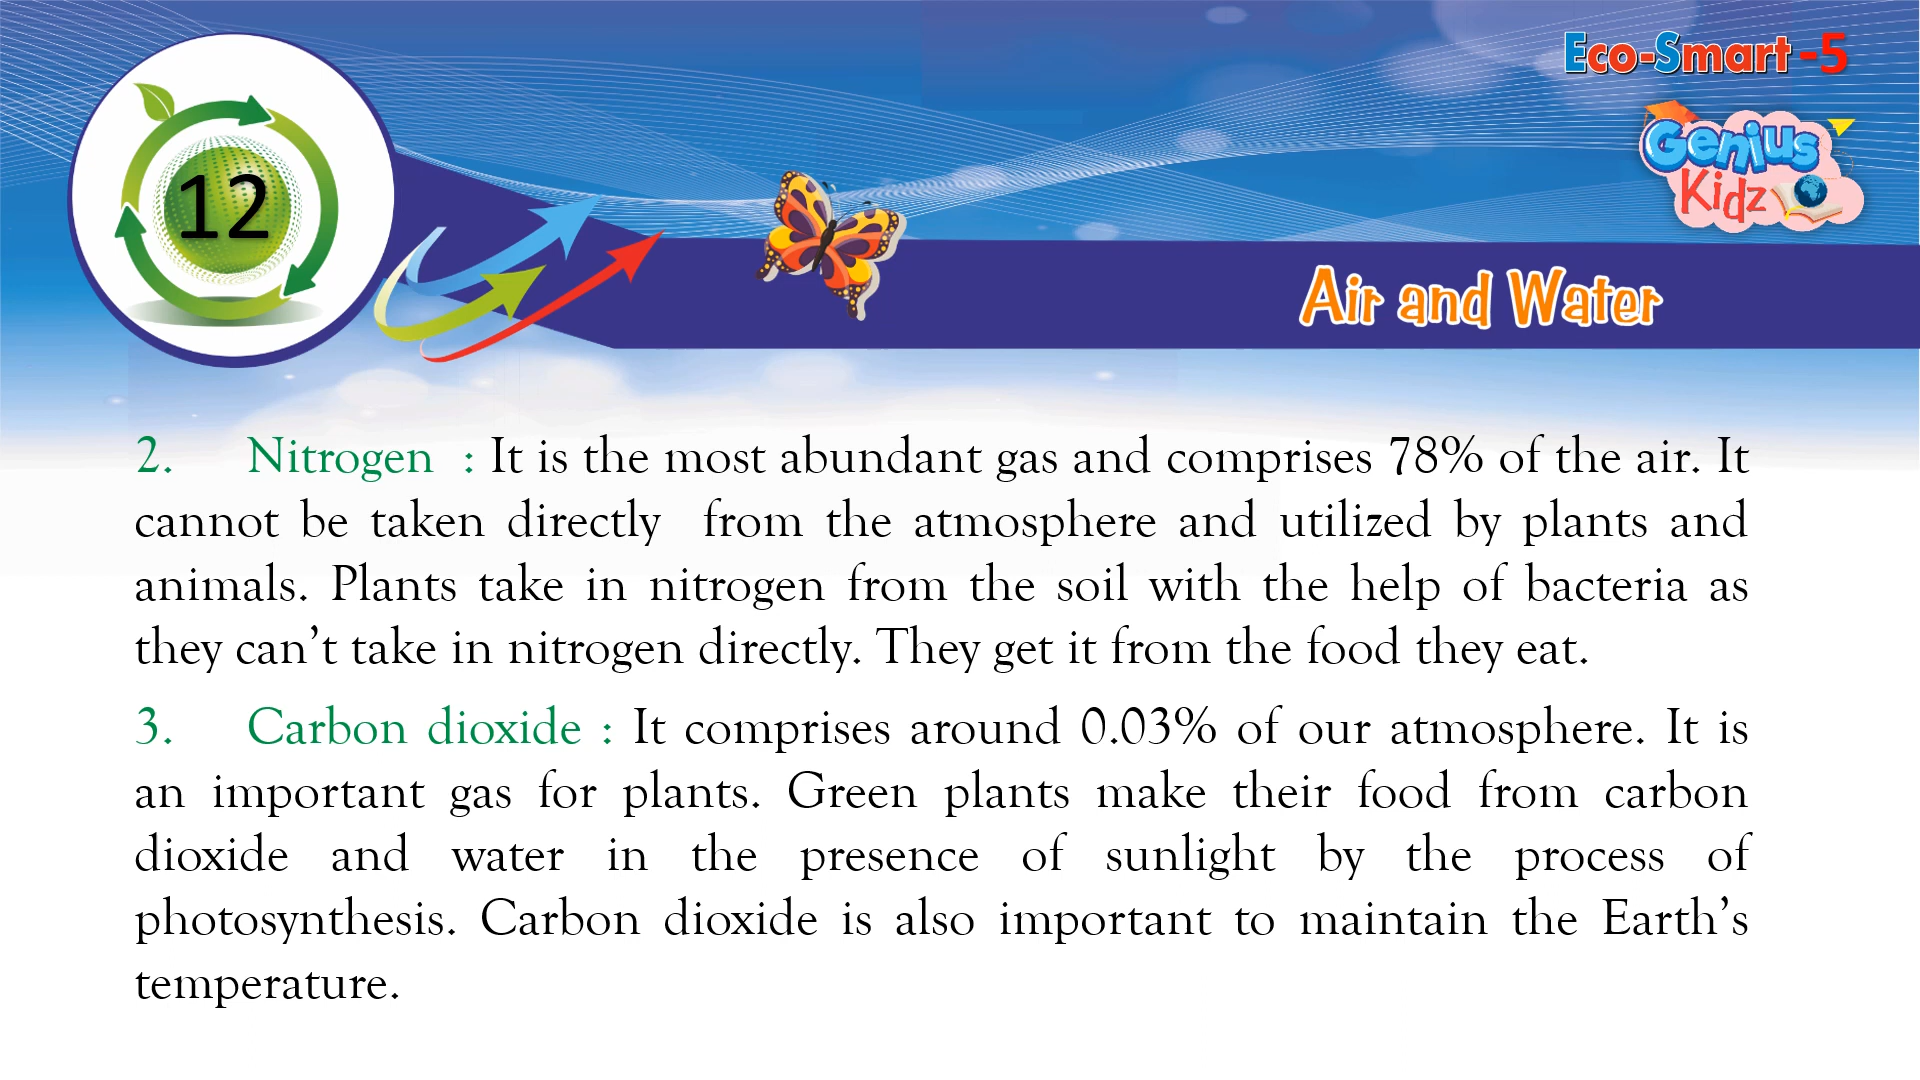 Eco-Smart -5
Genius
Kidz
12
Air and Water
2. Nitrogen : It is the most abundant gas and comprises 78% of the air. It
cannot be taken directly from the atmosphere and utilized by plants and
animals. Plants take in nitrogen from the soil with the help of bacteria as
they can’t take in nitrogen directly. They get it from the food they eat.
3. Carbon dioxide : It comprises around 0.03% of our atmosphere. It is
an important gas for plants. Green plants make their food from carbon
dioxide and water in the presence of sunlight by the process of
photosynthesis. Carbon dioxide is also important to maintain the Earth’s
temperature.